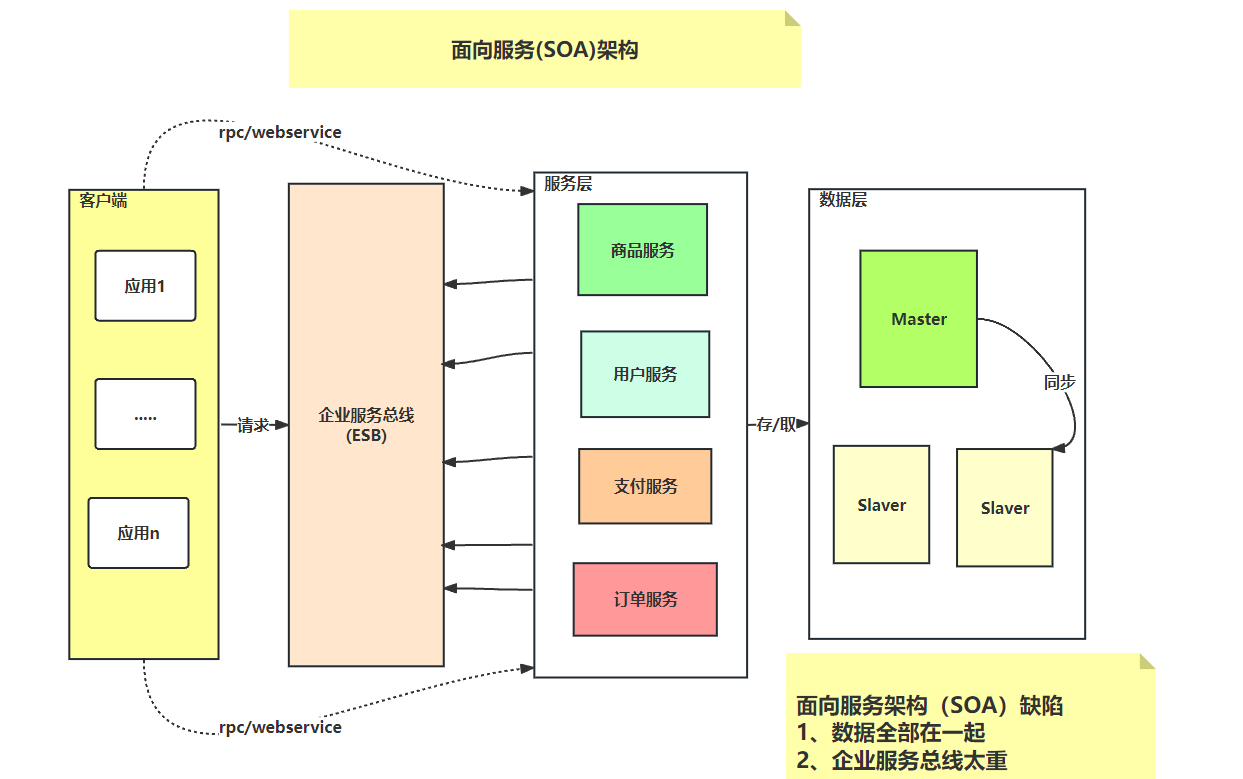 面向服务(SOA)架构
rpc/webservice
客户端
应用1
.....
应用n
请求
企业服务总线
(ESB)
服务层
商品服务
用户服务
支付服务
订单服务
存/取
数据层
Master
同步
Slaver
Slaver
rpc/webservice
面向服务架构（SOA）缺陷
1、数据全部在一起
2、企业服务总线太重